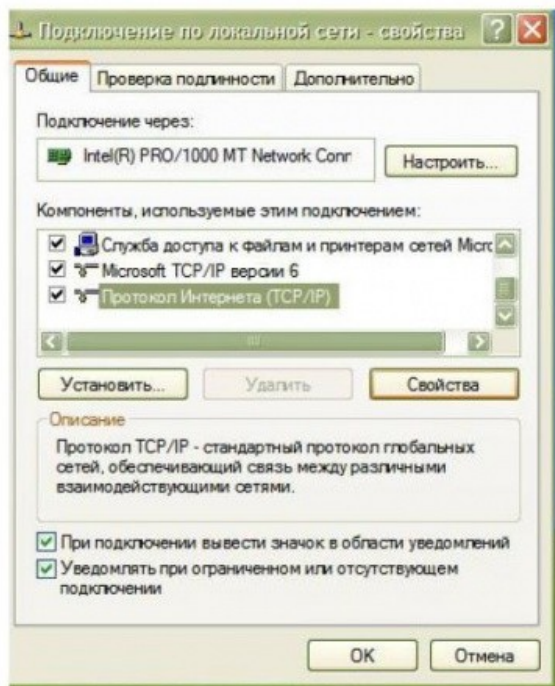 Подключение по локальной сети - свойства
Общие
Проверка подлинности
Дополнительно
Подключение через:
Intel(R) PRO/1000 MT Network Conr
Настроить...
Компоненты, используемые этим подключением:
Служба доступа к файлам и принтерам сетей Micro
Microsoft TCP/IP версии 6
Протокол Интернета (TCP/IP)
Установить...
Удалить
Свойства
Описание
Протокол TCP/IP - стандартный протокол глобальных
сетей, обеспечивающий связь между различными
взаимодействующими сетями.
При подключении вывести значок в области уведомлений
Уведомлять при ограниченном или отсутствующем
подключении
OK
Отмена